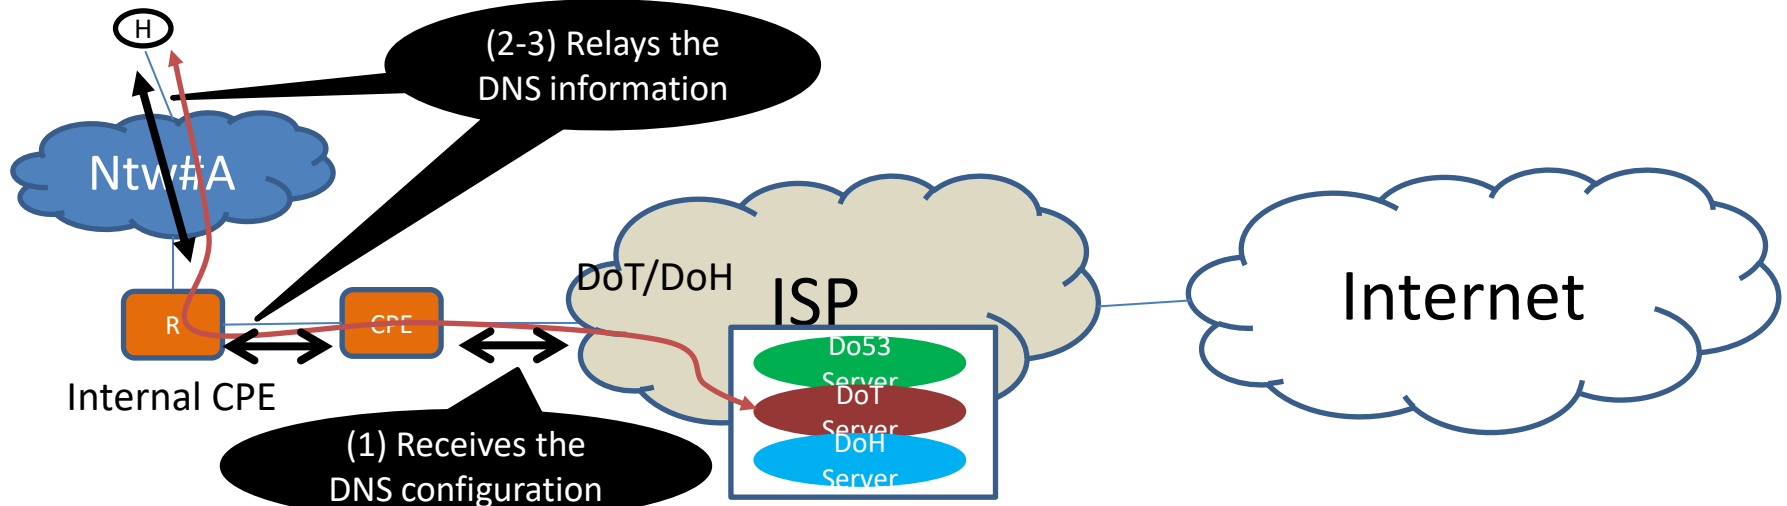 H
(2-3) Relays the
DNS information
Ntw#A
DoT/DoH
ISP
Internet
R
CPE
Internal CPE
Do53
Server
DoT
Server
DoH
Server
(1) Receives the
DNS configuration